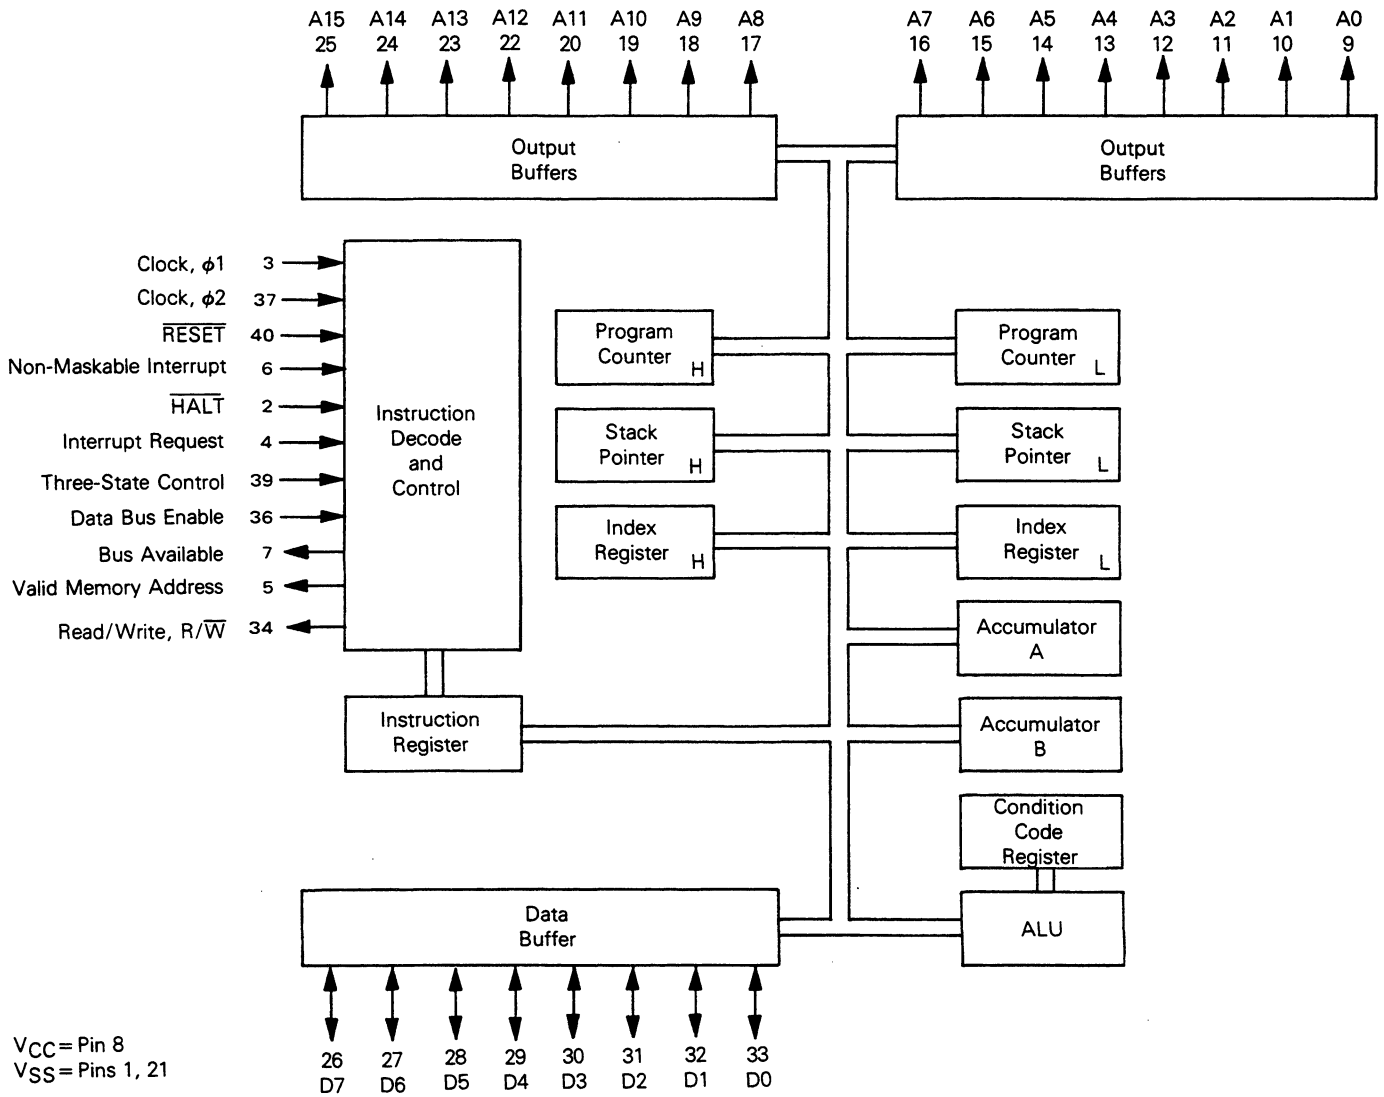 A15 A14 A13 A12 A11 A10 A9 A8 A7 A6 A5 A4 A3 A2 A1 A0
25 24 23 22 20 19 18 17 16 15 14 13 12 11 10 9
Output
Buffers
Output
Buffers
Clock, ϕ1 3
Clock, ϕ2 37
R̅E̅S̅E̅T̅ 40
Non-Maskable Interrupt 6
H̅A̅L̅T̅ 2
Interrupt Request 4
Three-State Control 39
Data Bus Enable 36
Bus Available 7
Valid Memory Address 5
Read/Write, R/W̅ 34
Instruction
Decode
and
Control
Program
Counter H
Program
Counter L
Stack
Pointer H
Stack
Pointer L
Index
Register H
Index
Register L
Accumulator
A
Instruction
Register
Accumulator
B
Condition
Code
Register
Data
Buffer
ALU
26 27 28 29 30 31 32 33
D7 D6 D5 D4 D3 D2 D1 D0
VCC = Pin 8
VSS = Pins 1, 21